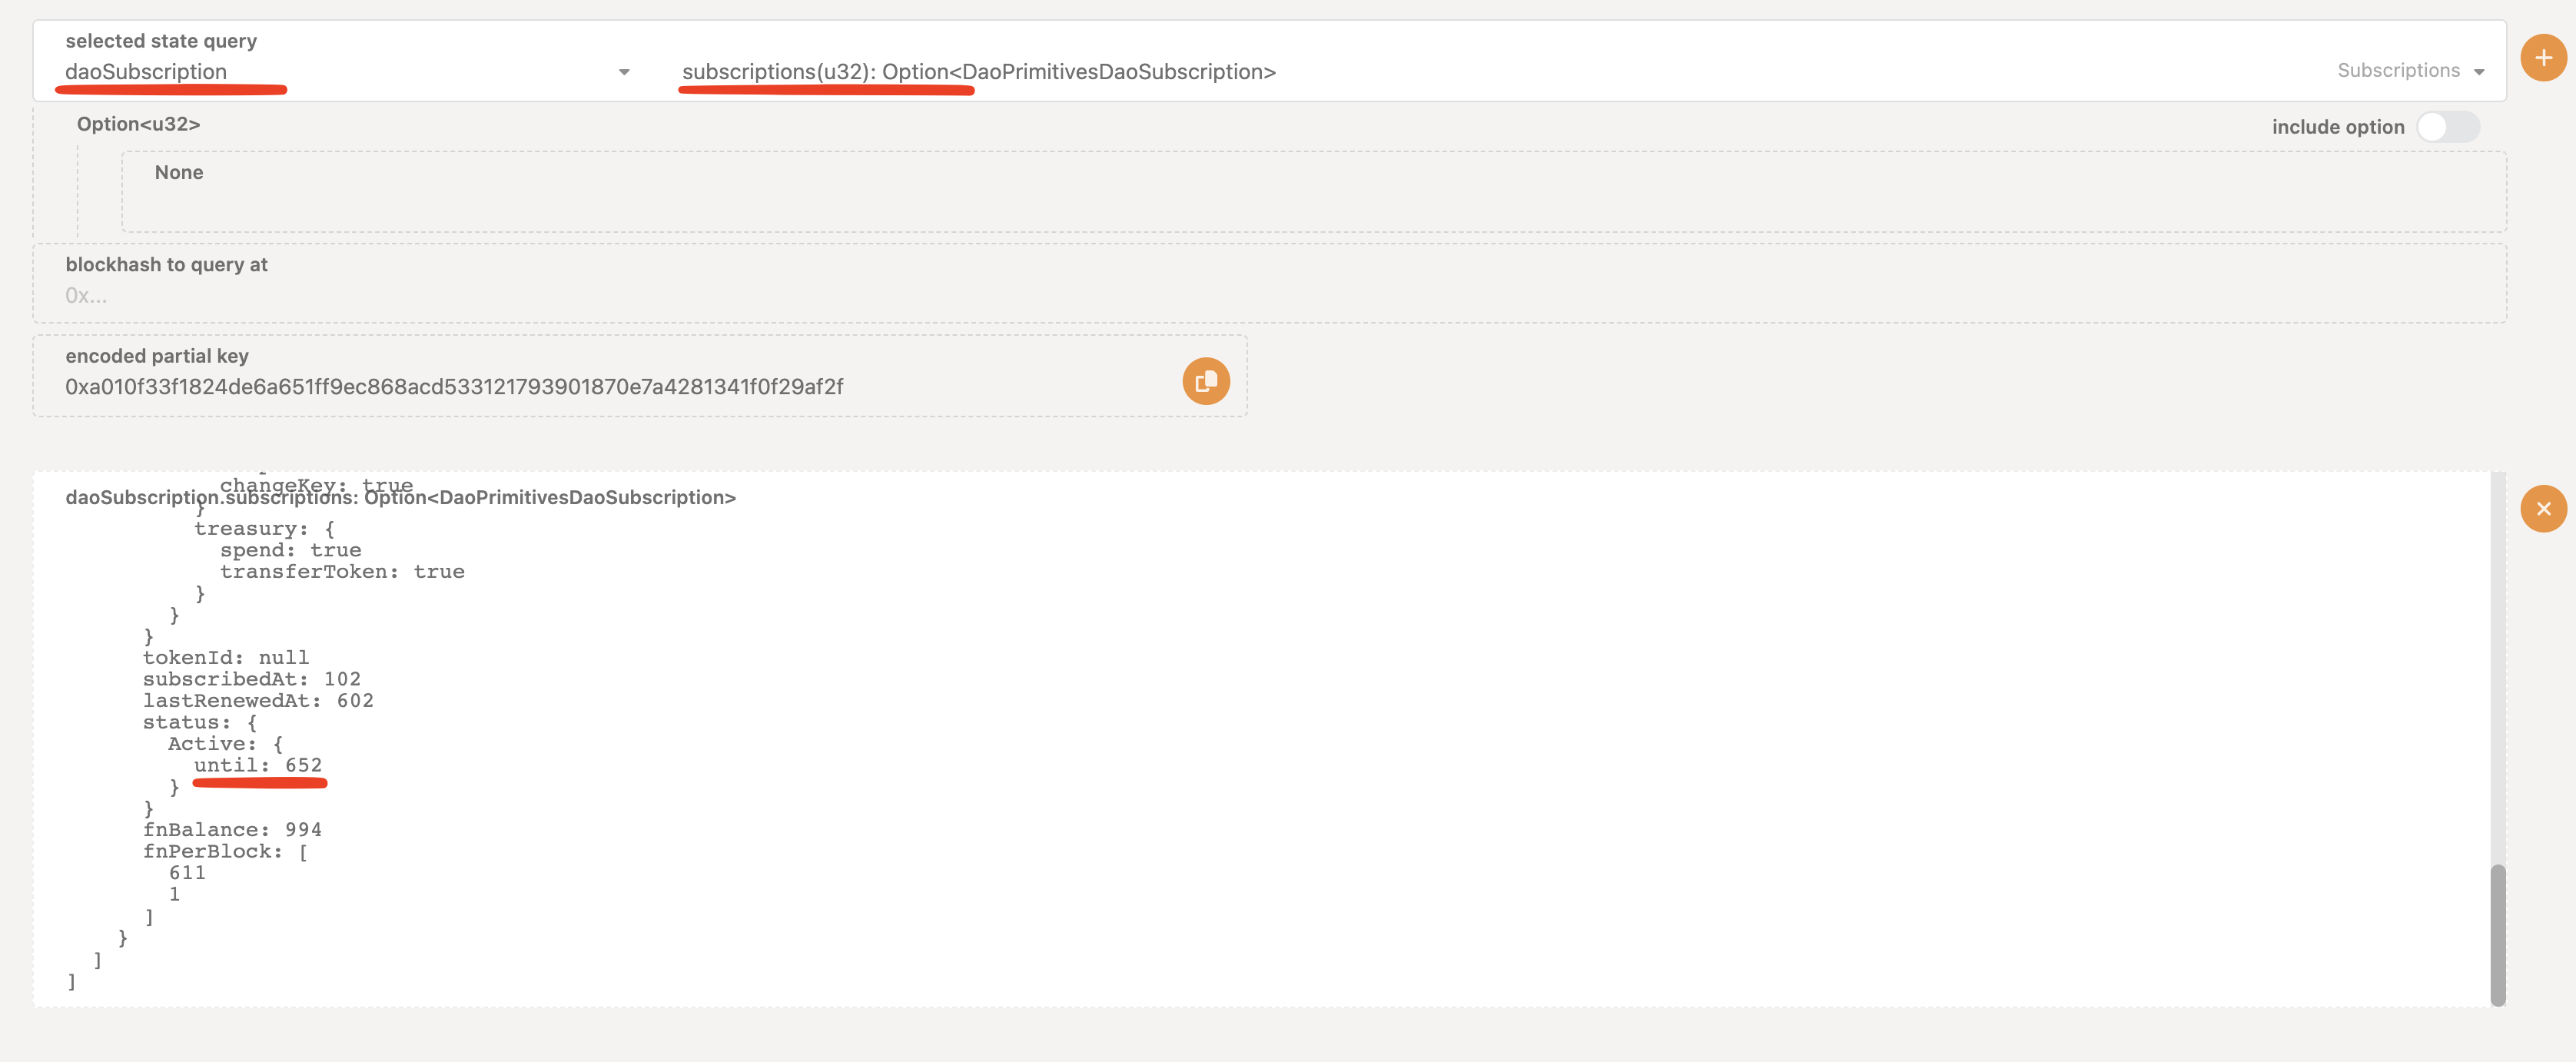 selected state query
daoSubscription
subscriptions(u32): Option<DaoPrimitivesDaoSubscription>
Subscriptions
Option<u32>
include option
None
blockhash to query at
0x...
encoded partial key
0xa010f33f1824de6a651ff9ec868acd533121793901870e7a4281341f0f29af2f
changeKey: true
daoSubscription.subscriptions: Option<DaoPrimitivesDaoSubscription>
}
treasury: {
spend: true
transferToken: true
}
}
}
tokenId: null
subscribedAt: 102
lastRenewedAt: 602
status: {
Active: {
until: 652
}
}
fnBalance: 994
fnPerBlock: [
611
1
]
}
]
]